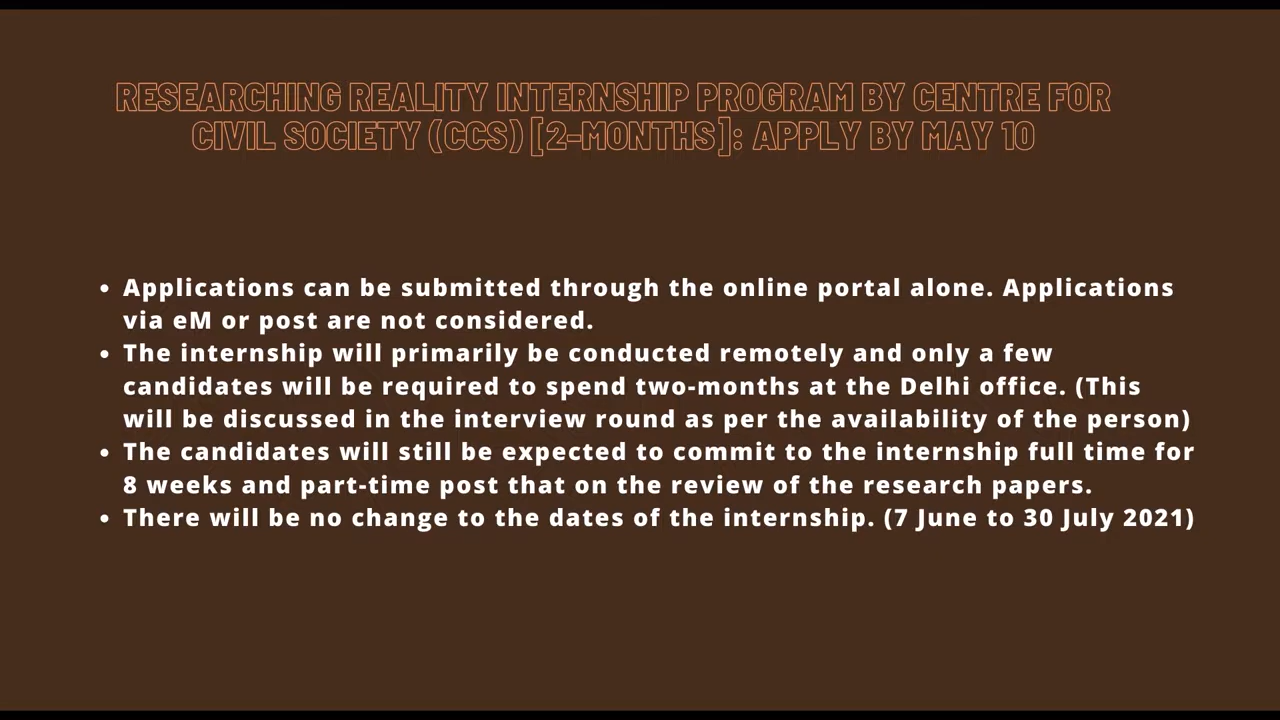 RESEARCHING REALITY INTERNSHIP PROGRAM BY CENTRE FOR
CIVIL SOCIETY (CCS) [2-MONTHS]: APPLY BY MAY 10
• Applications can be submitted through the online portal alone. Applications
via eM or post are not considered.
• The internship will primarily be conducted remotely and only a few
candidates will be required to spend two-months at the Delhi office. (This
will be discussed in the interview round as per the availability of the person)
• The candidates will still be expected to commit to the internship full time for
8 weeks and part-time post that on the review of the research papers.
• There will be no change to the dates of the internship. (7 June to 30 July 2021)